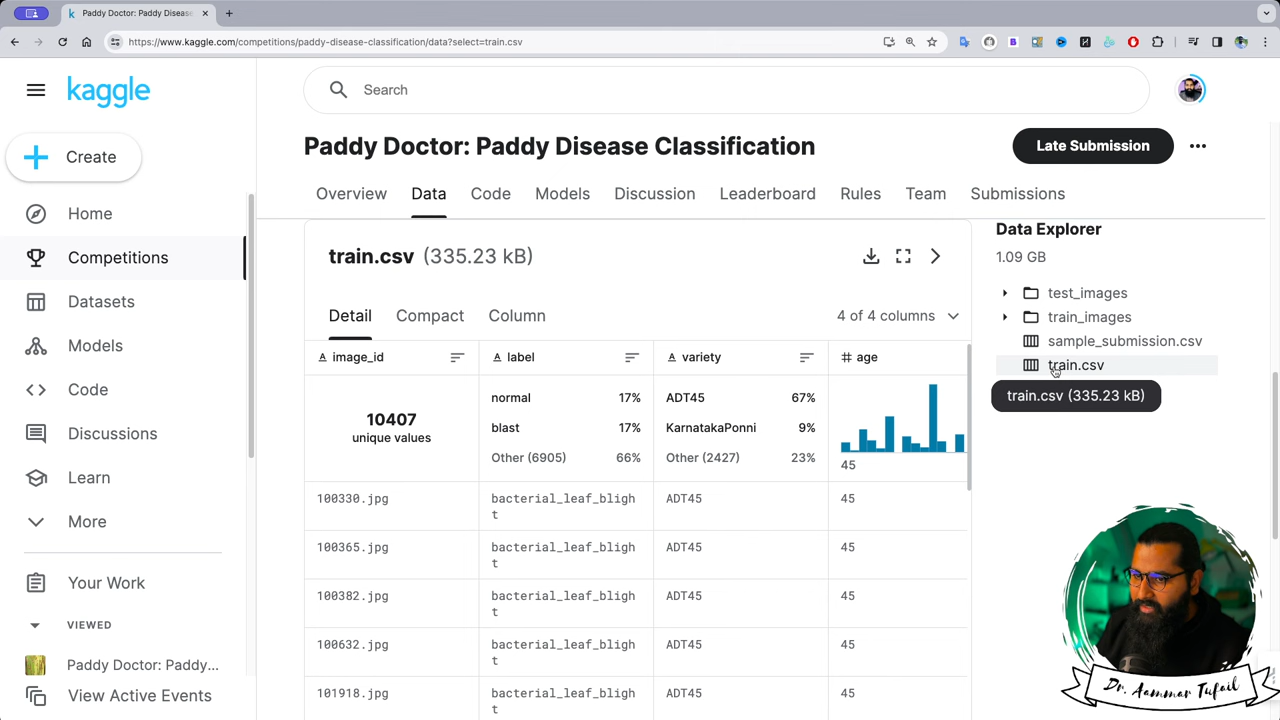 Paddy Doctor: Paddy Disease
https://www.kaggle.com/competitions/paddy-disease-classification/data?select=train.csv
kaggle
Search
Create
Home
Competitions
Datasets
Models
Code
Discussions
Learn
More
Your Work
VIEWED
Paddy Doctor: Paddy...
View Active Events
Paddy Doctor: Paddy Disease Classification
Late Submission
Overview Data Code Models Discussion Leaderboard Rules Team Submissions
train.csv (335.23 kB)
Detail Compact Column 4 of 4 columns
image_id label variety # age
10407
unique values
normal 17%
blast 17%
Other (6905) 66%
ADT45 67%
KarnatakaPonni 9%
Other (2427) 23%
45
100330.jpg bacterial_leaf_bligh
t ADT45 45
100365.jpg bacterial_leaf_bligh
t ADT45 45
100382.jpg bacterial_leaf_bligh
t ADT45 45
100632.jpg bacterial_leaf_bligh
t ADT45 45
101918.jpg bacterial_leaf_bligh
t ADT45 45
Data Explorer
1.09 GB
test_images
train_images
sample_submission.csv
train.csv
train.csv (335.23 kB)
Dr. Aammar Tufail